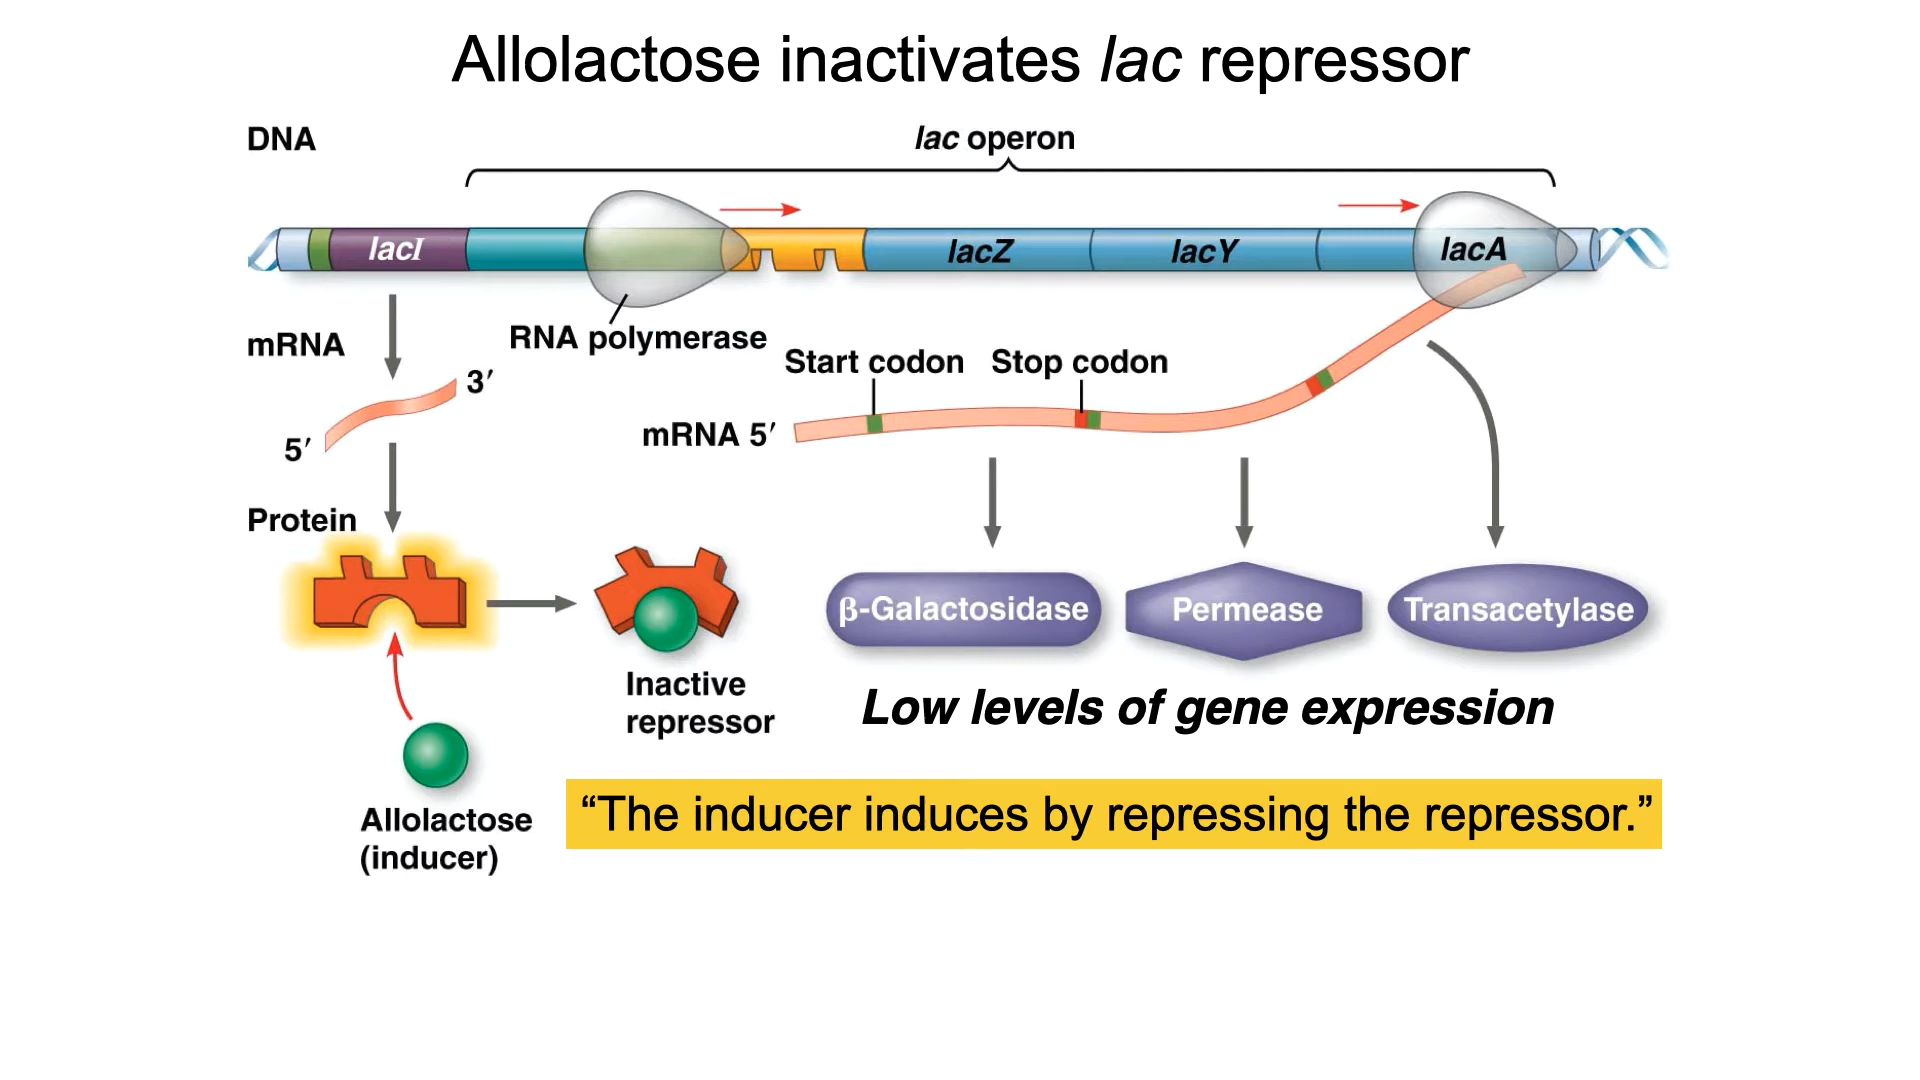 Allolactose inactivates lac repressor
DNA
lac operon
lacI
lacZ
lacY
lacA
RNA polymerase
mRNA
3′
5′
Start codon
Stop codon
mRNA 5′
Protein
β-Galactosidase
Permease
Transacetylase
Inactive
repressor
Low levels of gene expression
Allolactose
(inducer)
“The inducer induces by repressing the repressor.”